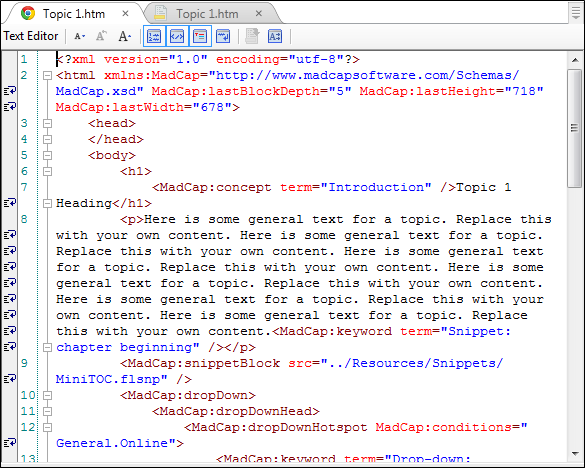 Topic 1.htm
Topic 1.htm
Text Editor A A A
1 <?xml version="1.0" encoding="utf-8"?>
2 <html xmlns:MadCap="http://www.madcapsoftware.com/Schemas/
MadCap.xsd" MadCap:lastBlockDepth="5" MadCap:lastHeight="718"
MadCap:lastWidth="678">
3 <head>
4 </head>
5 <body>
6 <h1>
7 <MadCap:concept term="Introduction" />Topic 1
Heading</h1>
8 <p>Here is some general text for a topic. Replace this
with your own content. Here is some general text for a topic.
Replace this with your own content. Here is some general text
for a topic. Replace this with your own content. Here is some
general text for a topic. Replace this with your own content.
Here is some general text for a topic. Replace this with your
own content. Here is some general text for a topic. Replace
this with your own content.<MadCap:keyword term="Snippet:
chapter beginning" /></p>
9 <MadCap:snippetBlock src="../Resources/Snippets/
MiniTOC.flsnp" />
10 <MadCap:dropDown>
11 <MadCap:dropDownHead>
12 <MadCap:dropDownHotspot MadCap:conditions="
General.Online">
13 <MadCap:keyword term="Drop-down: